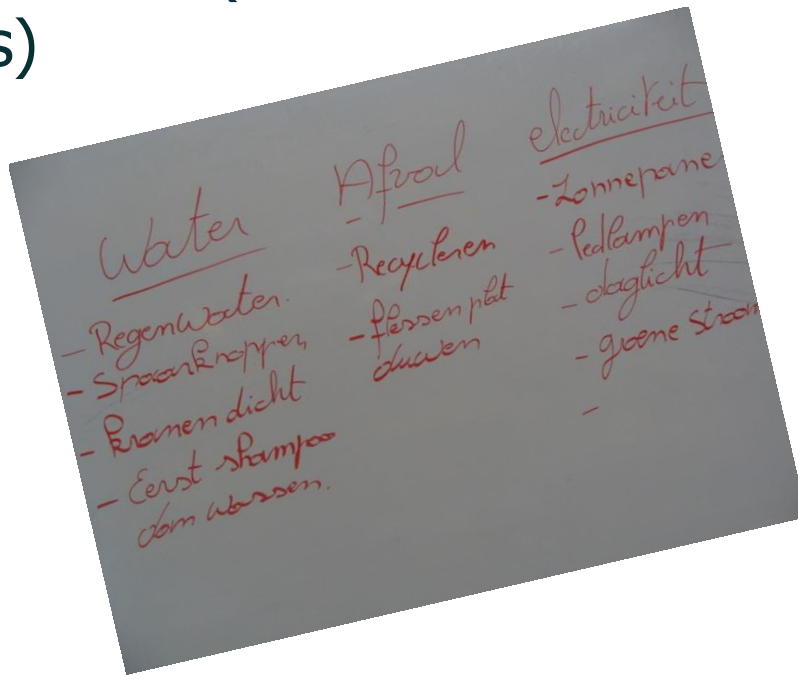 s)
Water
- Regenwater.
- Spaarknoppen
- kranen dicht
- Eerst shampoo
dan wassen.
Afval
- Recycleren
- flessen plat
duwen
electriciteit
- Zonnepane
- ledlampen
- daglicht
- groene stroom
-